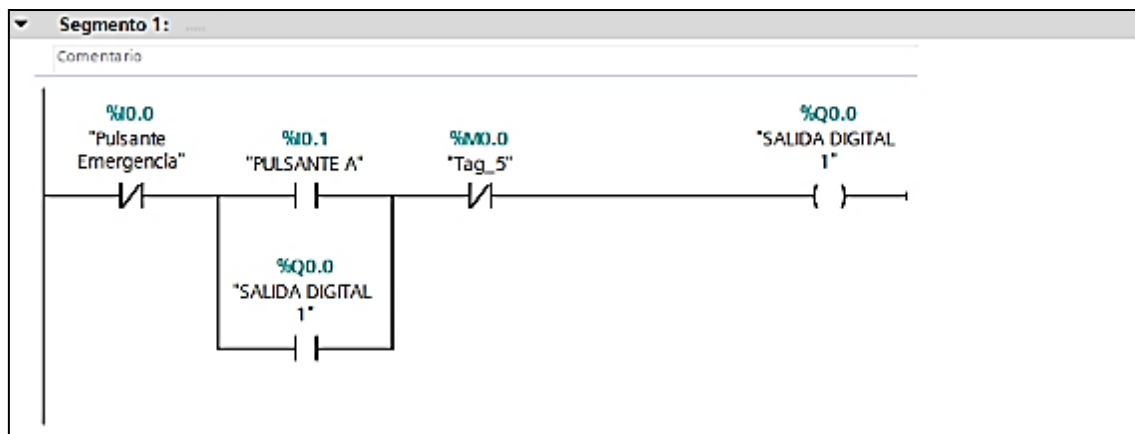 Segmento 1: .....
Comentario
%I0.0
"Pulsante
Emergencia"
%I0.1
"PULSANTE A"
%M0.0
"Tag_5"
%Q0.0
"SALIDA DIGITAL
1"
%Q0.0
"SALIDA DIGITAL
1"